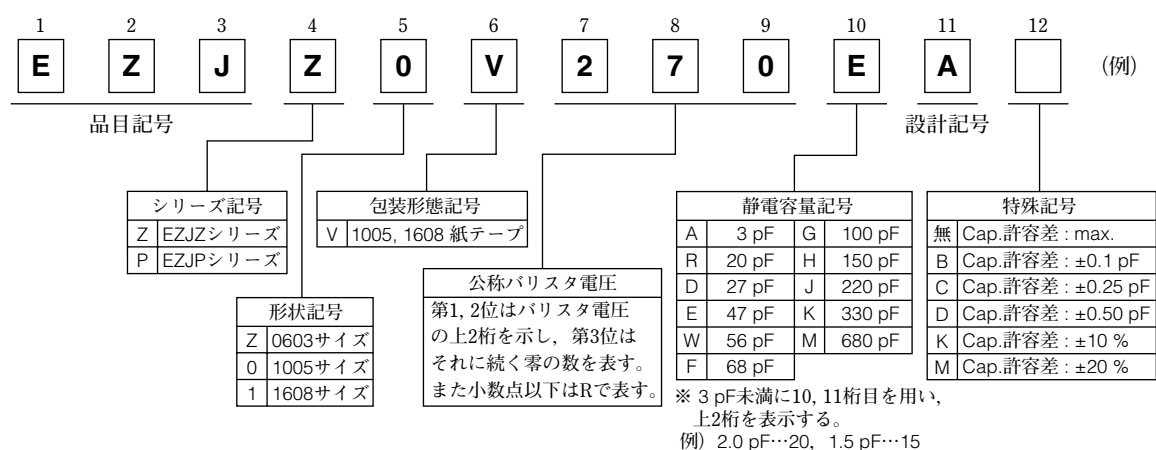 1 2 3 4 5 6 7 8 9 10 11 12
E Z J Z 0 V 2 7 0 E A (例)
品目記号
設計記号
シリーズ記号
Z EZJZシリーズ
P EZJPシリーズ
形状記号
Z 0603サイズ
0 1005サイズ
1 1608サイズ
包装形態記号
V 1005, 1608 紙テープ
公称バリスタ電圧
第1, 2位はバリスタ電圧
の上2桁を示し，第3位は
それに続く零の数を表す。
また小数点以下はRで表す。
静電容量記号
A 3 pF G 100 pF
R 20 pF H 150 pF
D 27 pF J 220 pF
E 47 pF K 330 pF
W 56 pF M 680 pF
F 68 pF
※ 3 pF未満に10, 11桁目を用い，
上2桁を表示する。
例) 2.0 pF…20, 1.5 pF…15
特殊記号
無 Cap.許容差 : max.
B Cap.許容差 : ±0.1 pF
C Cap.許容差 : ±0.25 pF
D Cap.許容差 : ±0.50 pF
K Cap.許容差 : ±10 %
M Cap.許容差 : ±20 %